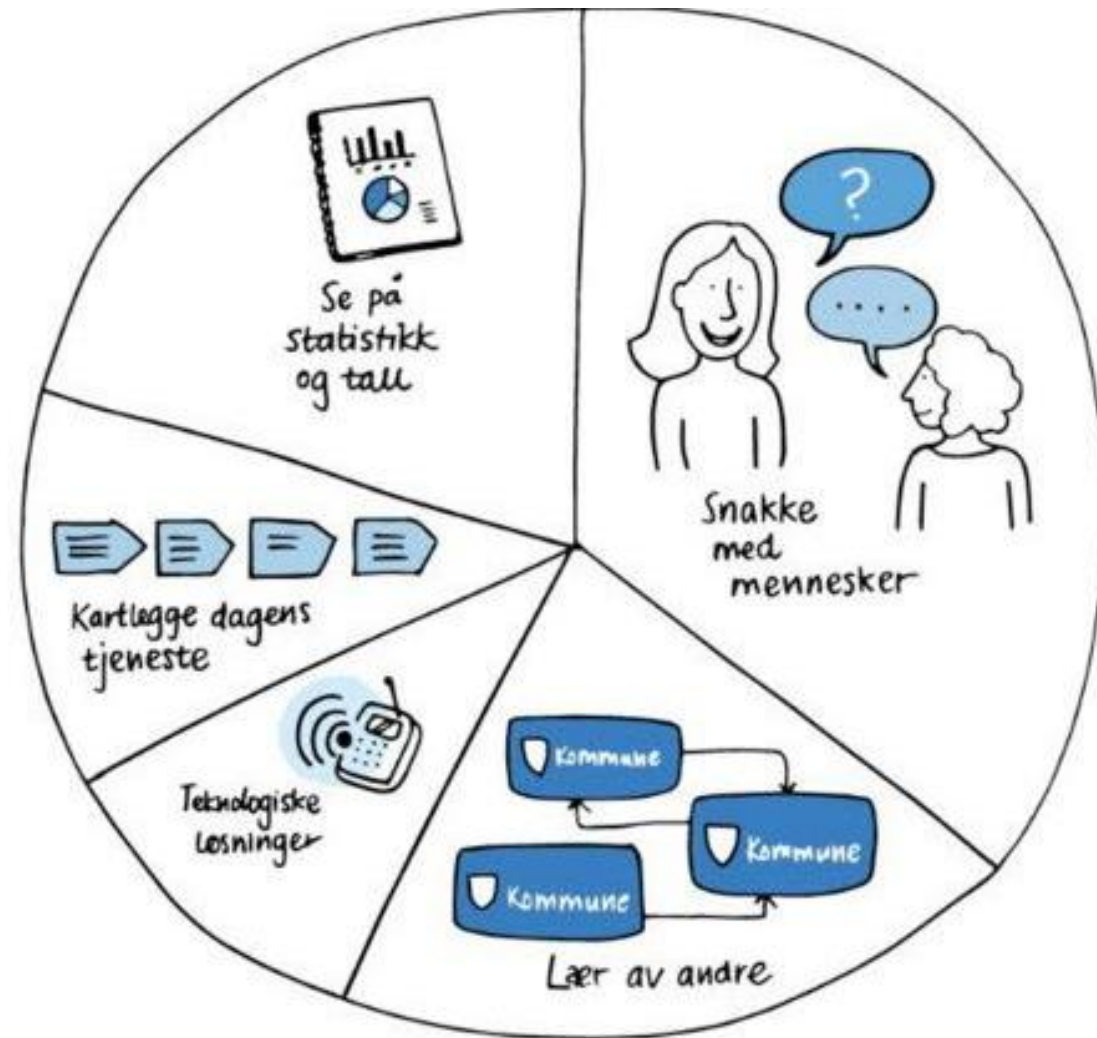 ?
Snakke
med
mennesker
Kommune
Kommune
Kommune
Lær av andre
Teknologiske
løsninger
Kartlegge dagens
tjeneste
Se på
statistikk
og tall